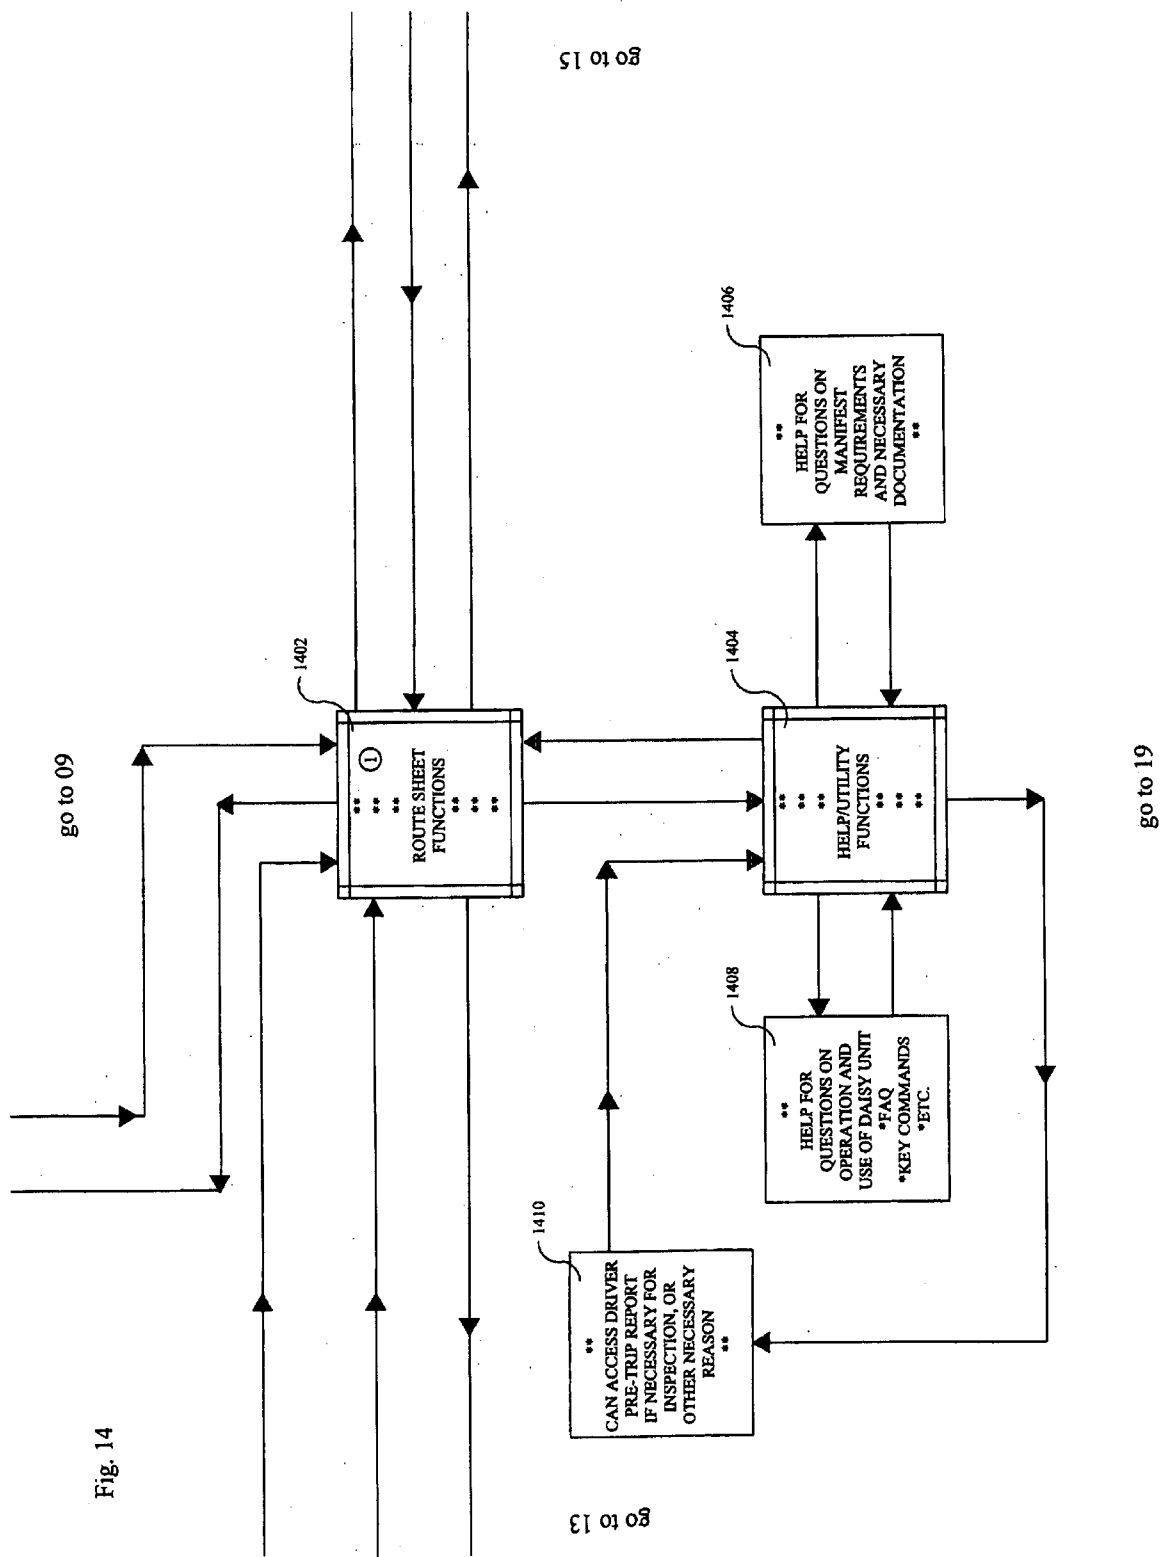 Fig. 14
go to 09
go to 13
go to 15
go to 19
1402
**
** ①
**
ROUTE SHEET
FUNCTIONS
**
**
**
1404
**
**
**
HELP/UTILITY
FUNCTIONS
**
**
**
1406
**
HELP FOR
QUESTIONS ON
MANIFEST
REQUIREMENTS
AND NECESSARY
DOCUMENTATION
**
1408
**
HELP FOR
QUESTIONS ON
OPERATION AND
USE OF DAISY UNIT
*FAQ
*KEY COMMANDS
*ETC.
1410
**
CAN ACCESS DRIVER
PRE-TRIP REPORT
IF NECESSARY FOR
INSPECTION, OR
OTHER NECESSARY
REASON
**